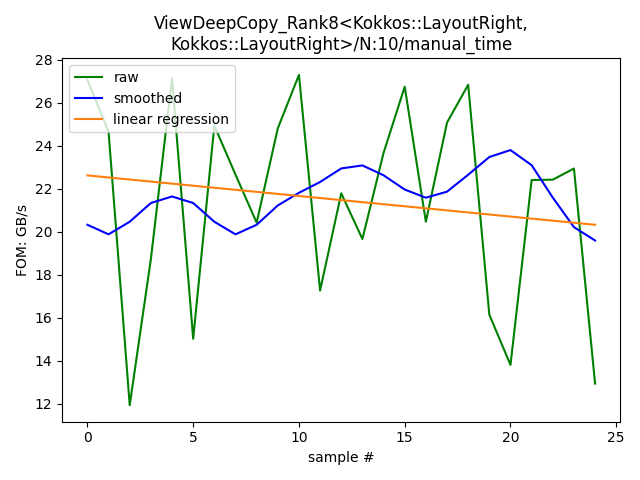 ViewDeepCopy_Rank8<Kokkos::LayoutRight,
Kokkos::LayoutRight>/N:10/manual_time
28
26
24
22
20
18
16
14
12
FOM: GB/s
raw
smoothed
linear regression
0
5
10
15
20
25
sample #